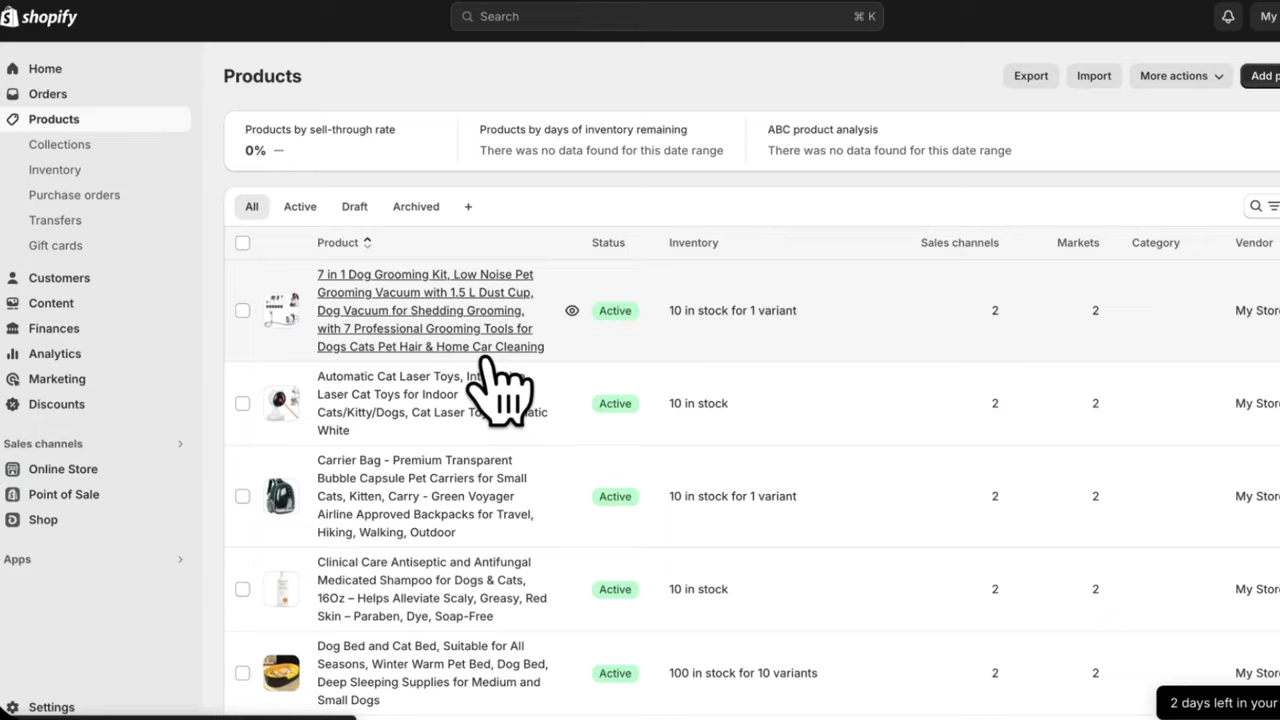 shopify
Search
⌘ K
My
Home
Orders
Products
Collections
Inventory
Purchase orders
Transfers
Gift cards
Customers
Content
Finances
Analytics
Marketing
Discounts
Sales channels
Online Store
Point of Sale
Shop
Apps
Settings
Products
Export
Import
More actions
Add
Products by sell-through rate
0% —
Products by days of inventory remaining
There was no data found for this date range
ABC product analysis
There was no data found for this date range
All
Active
Draft
Archived
+
Product
Status
Inventory
Sales channels
Markets
Category
Vendor
7 in 1 Dog Grooming Kit, Low Noise Pet
Grooming Vacuum with 1.5 L Dust Cup,
Dog Vacuum for Shedding Grooming,
with 7 Professional Grooming Tools for
Dogs Cats Pet Hair & Home Car Cleaning
Active
10 in stock for 1 variant
2
2
My Stor
Automatic Cat Laser Toys,
Laser Cat Toys for Indoor
Cats/Kitty/Dogs, Cat Laser
White
Active
10 in stock
2
2
My Stor
Carrier Bag - Premium Transparent
Bubble Capsule Pet Carriers for Small
Cats, Kitten, Carry - Green Voyager
Airline Approved Backpacks for Travel,
Hiking, Walking, Outdoor
Active
10 in stock for 1 variant
2
2
My Stor
Clinical Care Antiseptic and Antifungal
Medicated Shampoo for Dogs & Cats,
16Oz – Helps Alleviate Scaly, Greasy, Red
Skin – Paraben, Dye, Soap-Free
Active
10 in stock
2
2
My Stor
Dog Bed and Cat Bed, Suitable for All
Seasons, Winter Warm Pet Bed, Dog Bed,
Deep Sleeping Supplies for Medium and
Small Dogs
Active
100 in stock for 10 variants
2
2
My Stor
2 days left in your